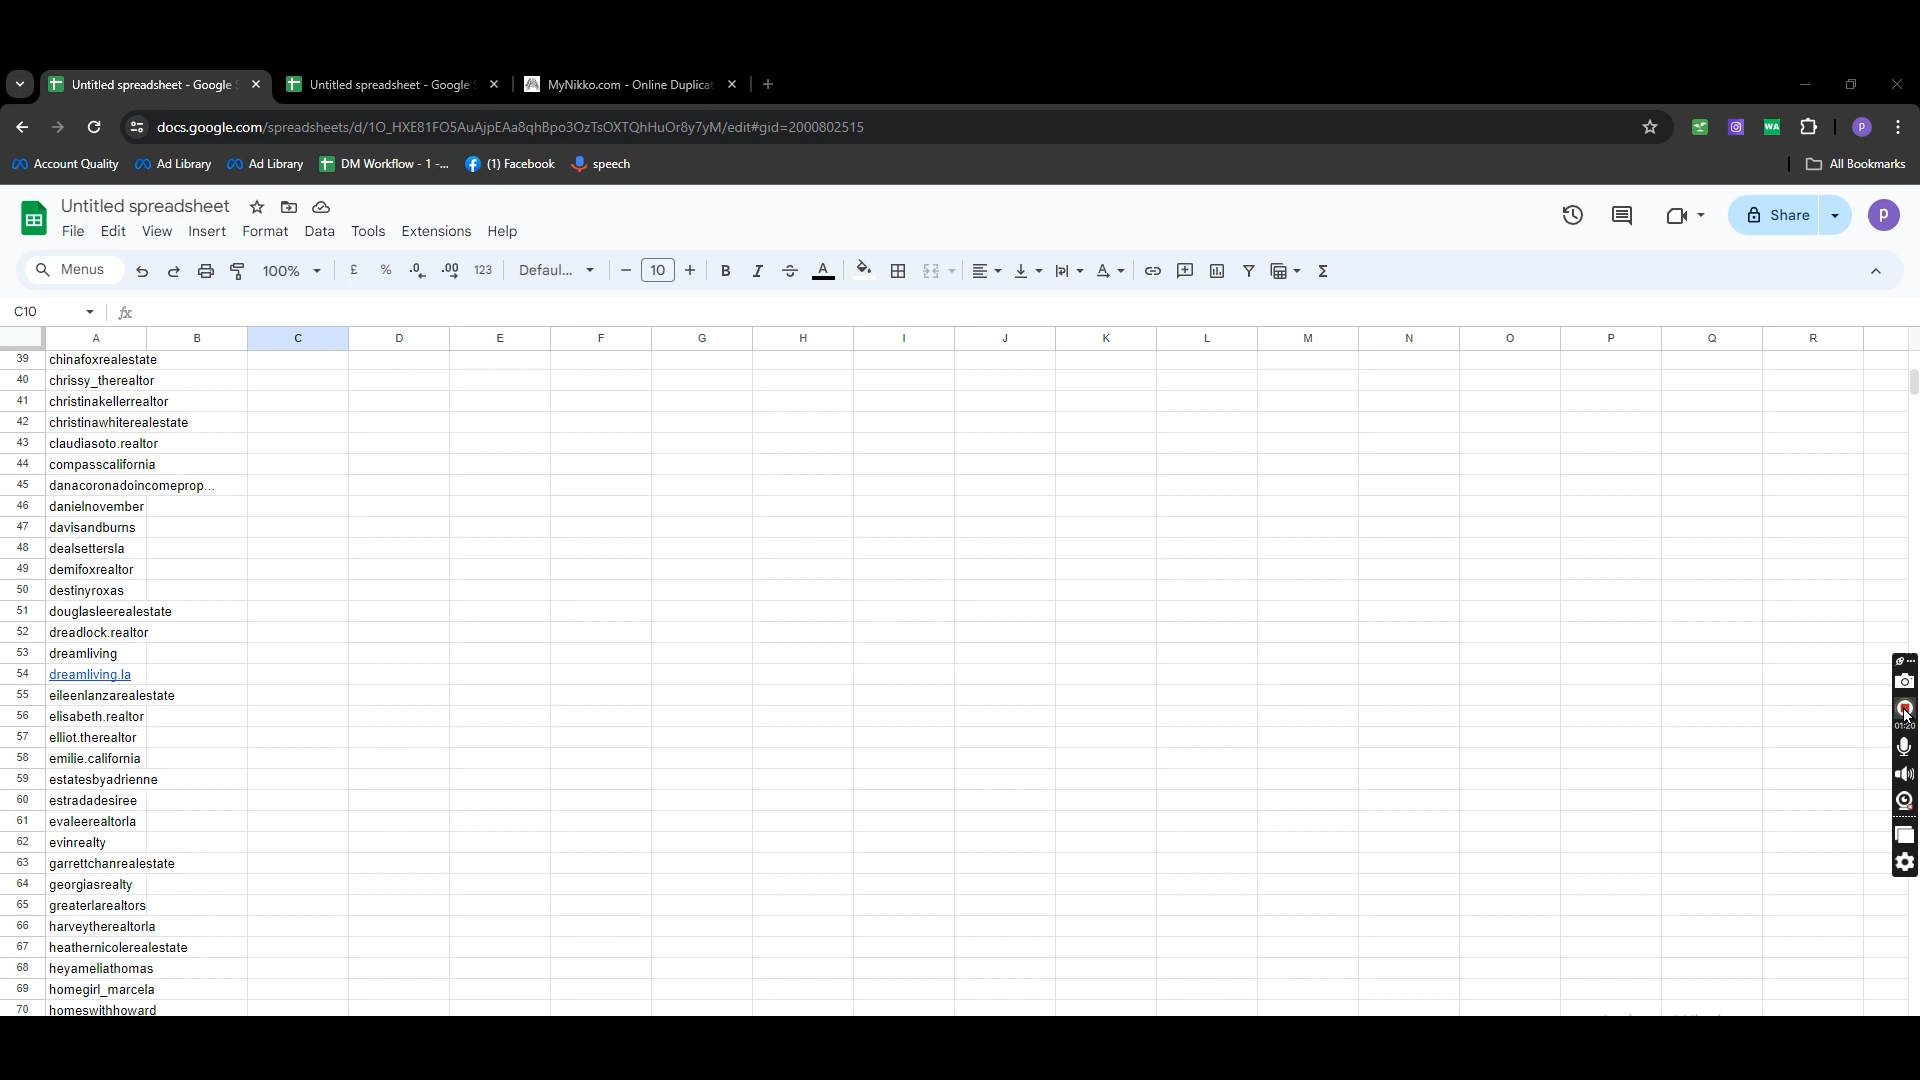 Untitled spreadsheet - Google S
Untitled spreadsheet - Google S
MyNikko.com - Online Duplicat
docs.google.com/spreadsheets/d/1O_HXE81FO5AuAjpEAa8qhBpo3OzTsOXTQhHuOr8y7yM/edit#gid=2000802515
WA
p
Account Quality
Ad Library
Ad Library
DM Workflow - 1 -...
(1) Facebook
speech
All Bookmarks
Untitled spreadsheet
File Edit View Insert Format Data Tools Extensions Help
Share
p
Menus
100%
£ % .0 .00 123
Defaul...
10
B I A
C10
fx
A B C D E F G H I J K L M N O P Q R
39 chinafoxrealestate
40 chrissy_therealtor
41 christinakellerrealtor
42 christinawhiterealestate
43 claudiasoto.realtor
44 compasscalifornia
45 danacoronadoincomeprop...
46 danielnovember
47 davisandburns
48 dealsettersla
49 demifoxrealtor
50 destinyroxas
51 douglasleerealestate
52 dreadlock.realtor
53 dreamliving
54 dreamliving.la
55 eileenlanzarealestate
56 elisabeth.realtor
57 elliot.therealtor
58 emilie.california
59 estatesbyadrienne
60 estradadesiree
61 evaleerealtorla
62 evinrealty
63 garrettchanrealestate
64 georgiasrealty
65 greaterlarealtors
66 harveytherealtorla
67 heathernicolerealestate
68 heyameliathomas
69 homegirl_marcela
70 homeswithhoward
01:20